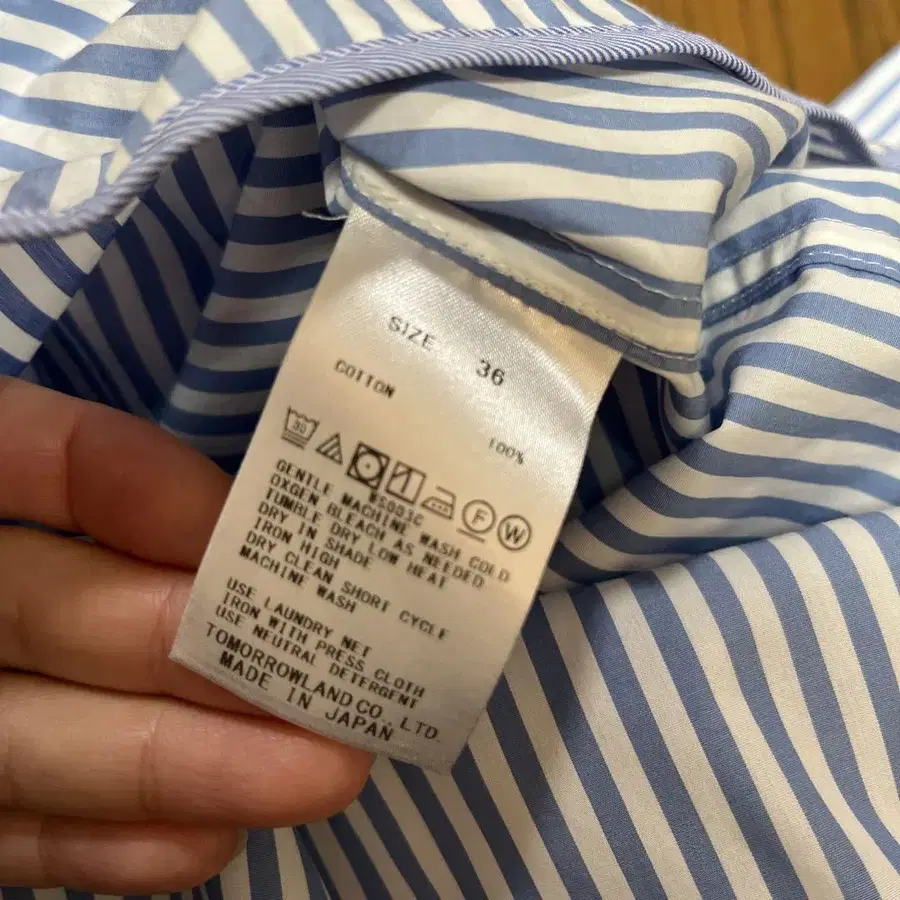 SIZE 36
COTTON 100%
30
F W
GENTLE MACHINE WASH COLD
OXGEN BLEACH AS NEEDED
TUMBLE DRY LOW HEAT
DRY IN SHADE
IRON HIGH
DRY CLEAN SHORT CYCLE
MACHINE WASH
USE LAUNDRY NET
IRON WITH PRESS CLOTH
USE NEUTRAL DETERGENT
TOMORROWLAND CO., LTD.
MADE IN JAPAN